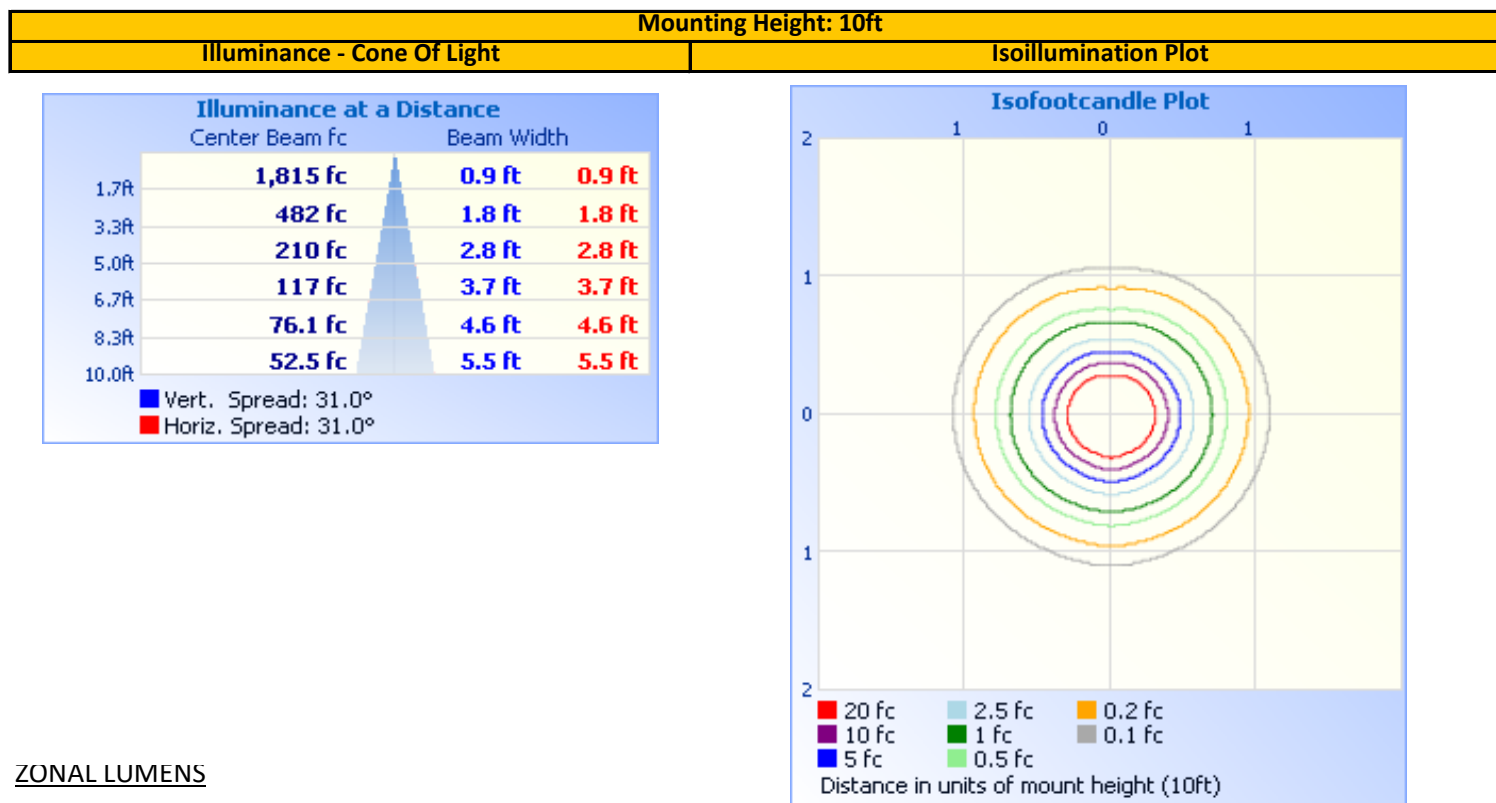 Mounting Height: 10ft
Illuminance - Cone Of Light
Isoillumination Plot
Illuminance at a Distance
Center Beam fc Beam Width
1.7ft 1,815 fc 0.9 ft 0.9 ft
3.3ft 482 fc 1.8 ft 1.8 ft
5.0ft 210 fc 2.8 ft 2.8 ft
6.7ft 117 fc 3.7 ft 3.7 ft
8.3ft 76.1 fc 4.6 ft 4.6 ft
10.0ft 52.5 fc 5.5 ft 5.5 ft
Vert. Spread: 31.0°
Horiz. Spread: 31.0°
Isofootcandle Plot
1 0 1
2
1
0
1
2
20 fc 2.5 fc 0.2 fc
10 fc 1 fc 0.1 fc
5 fc 0.5 fc
Distance in units of mount height (10ft)
ZONAL LUMENS